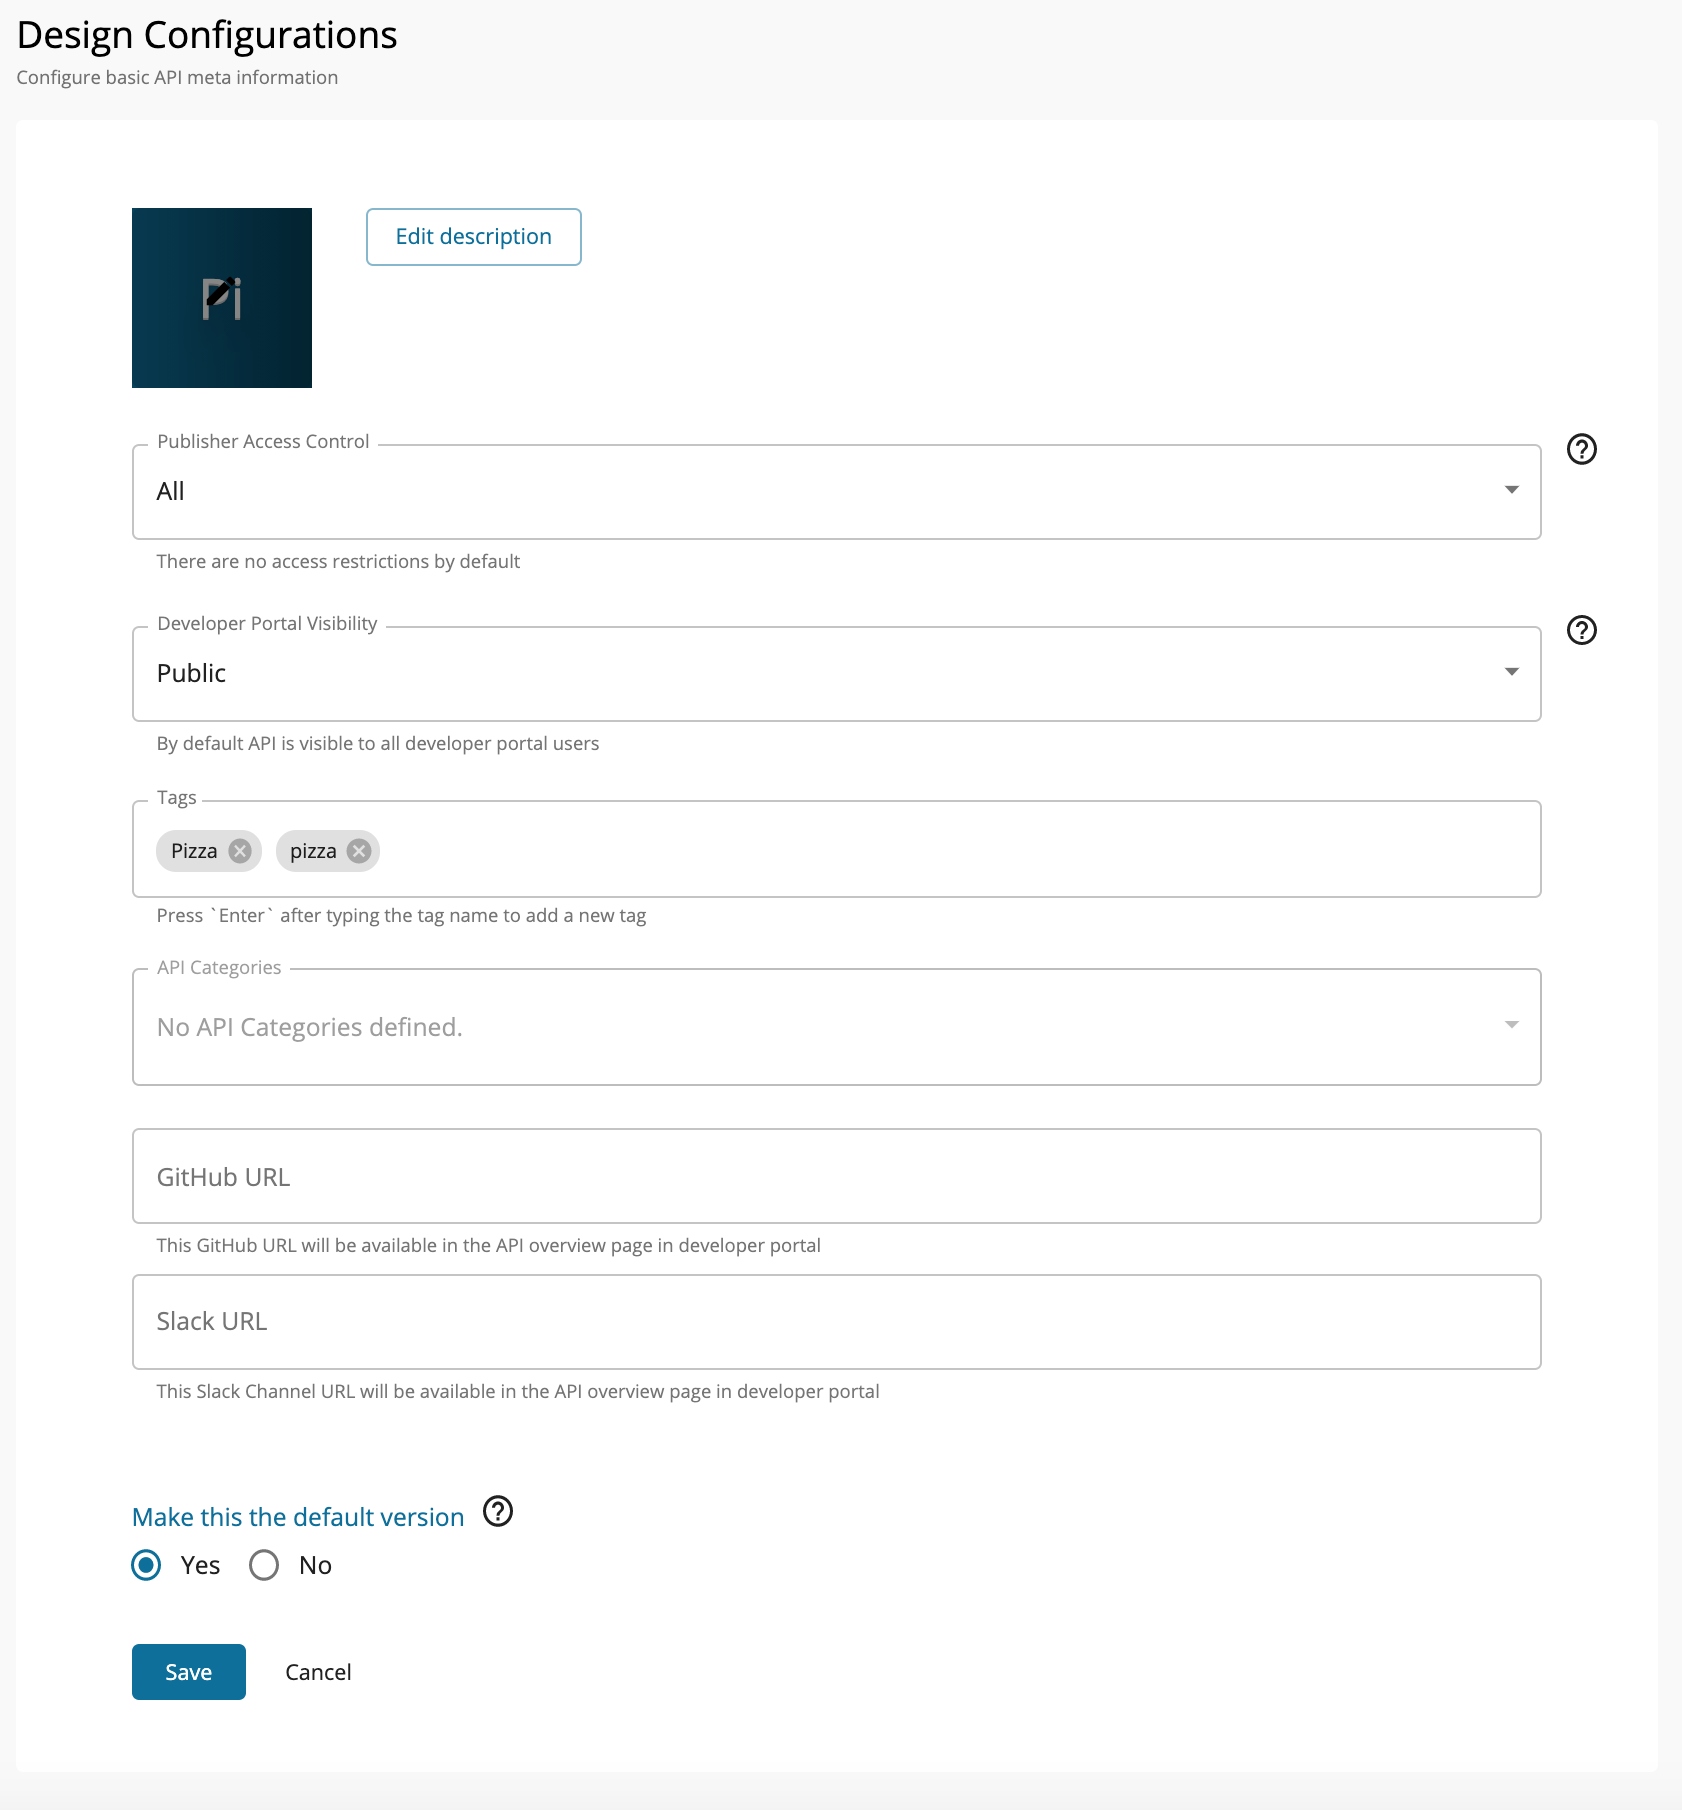 Design Configurations
Configure basic API meta information
Edit description
Pi
Publisher Access Control
All
There are no access restrictions by default
Developer Portal Visibility
Public
By default API is visible to all developer portal users
Tags
Pizza
pizza
Press `Enter` after typing the tag name to add a new tag
API Categories
No API Categories defined.
GitHub URL
This GitHub URL will be available in the API overview page in developer portal
Slack URL
This Slack Channel URL will be available in the API overview page in developer portal
Make this the default version
Yes No
Save Cancel